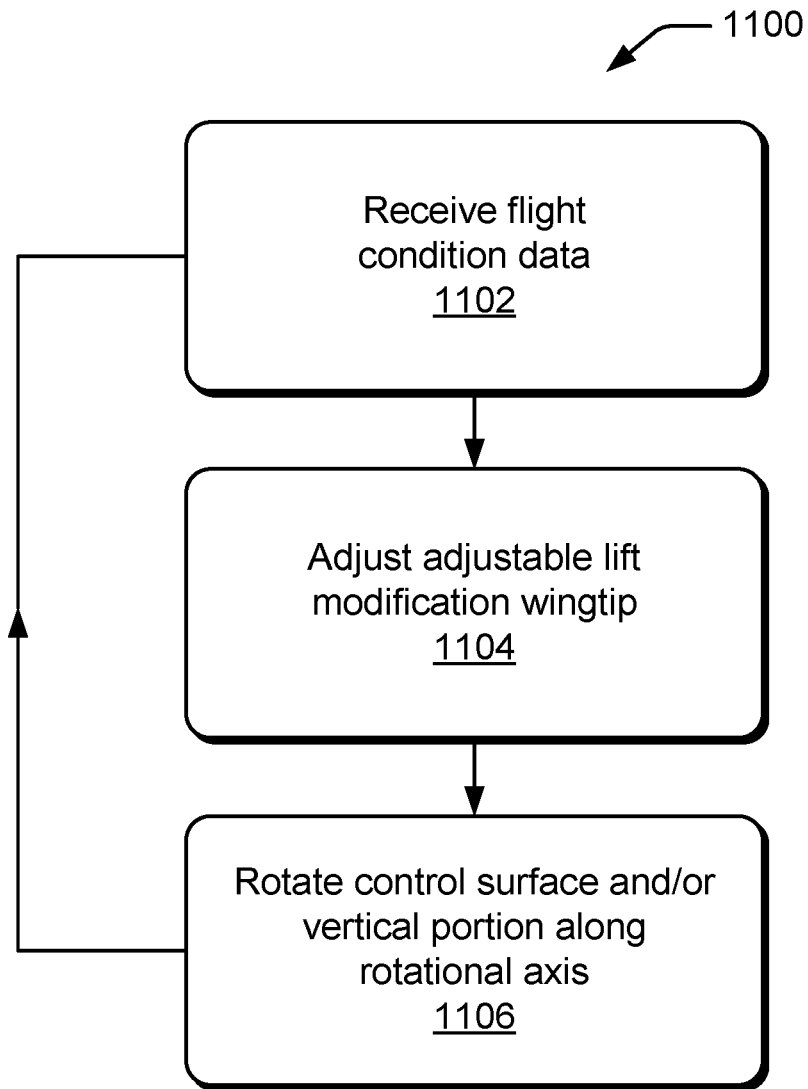 1100
Receive flight
condition data
1102
Adjust adjustable lift
modification wingtip
1104
Rotate control surface and/or
vertical portion along
rotational axis
1106